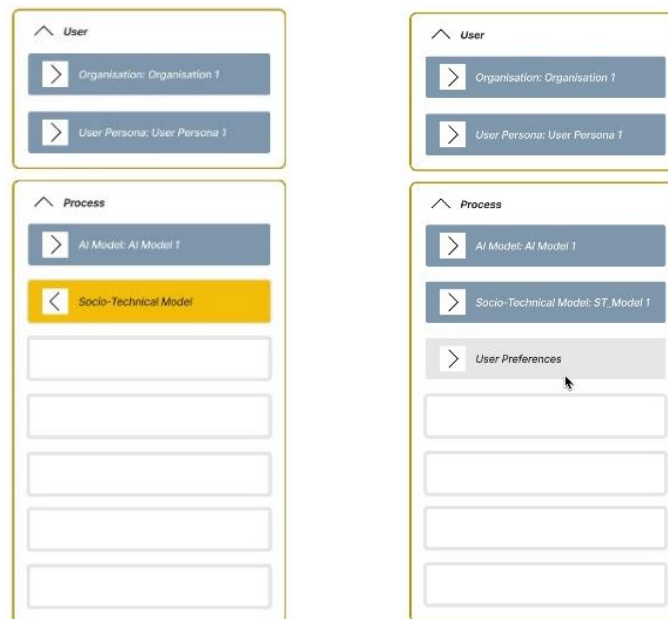 User
Organisation: Organisation 1
User Persona: User Persona 1
Process
AI Model: AI Model 1
Socio-Technical Model
User
Organisation: Organisation 1
User Persona: User Persona 1
Process
AI Model: AI Model 1
Socio-Technical Model: ST_Model 1
User Preferences